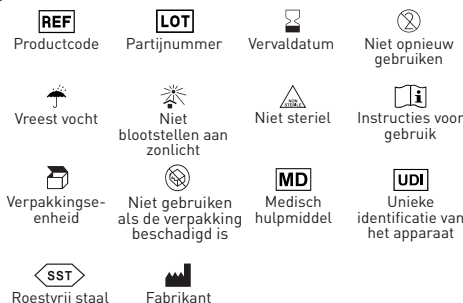 REF
LOT
Productcode
Partijnummer
Vervaldatum
Niet opnieuw
gebruiken
NON
STERILE
Vreest vocht
Niet
blootstellen aan
zonlicht
Niet steriel
Instructies voor
gebruik
MD
UDI
Verpakkingse-
enheid
Niet gebruiken
als de verpakking
beschadigd is
Medisch
hulpmiddel
Unieke
identificatie van
het apparaat
SST
Roestvrij staal
Fabrikant